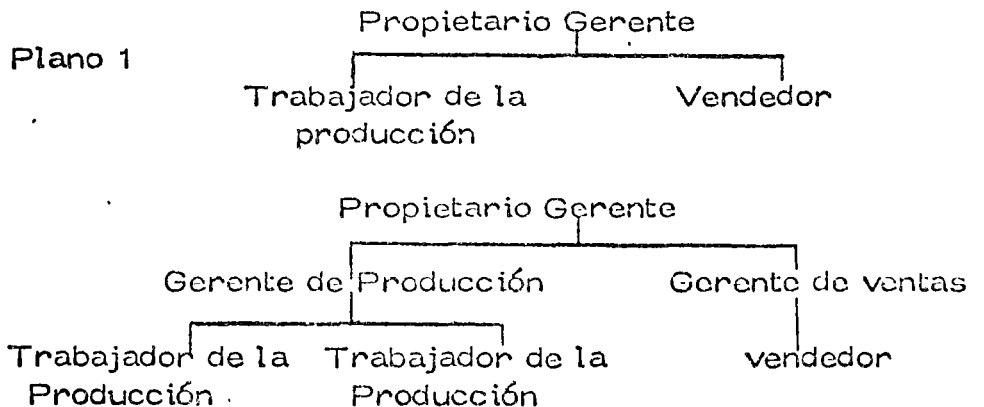 Propietario Gerente
Plano 1
Trabajador de la Vendedor
producción
Propietario Gerente
Gerente de Producción Gerente de ventas
Trabajador de la Trabajador de la vendedor
Producción Producción